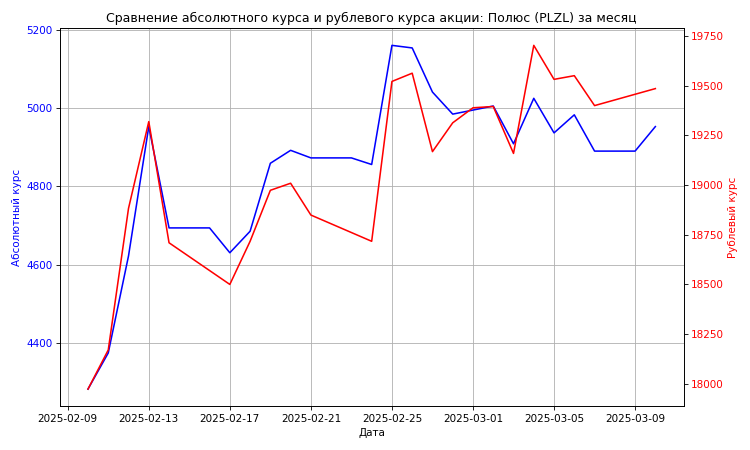 Сравнение абсолютного курса и рублевого курса акции: Полюс (PLZL) за месяц
Абсолютный курс
5200
5000
4800
4600
4400
19750
19500
19250
19000
18750
18500
18250
18000
Рублевый курс
2025-02-09 2025-02-13 2025-02-17 2025-02-21 2025-02-25 2025-03-01 2025-03-05 2025-03-09
Дата